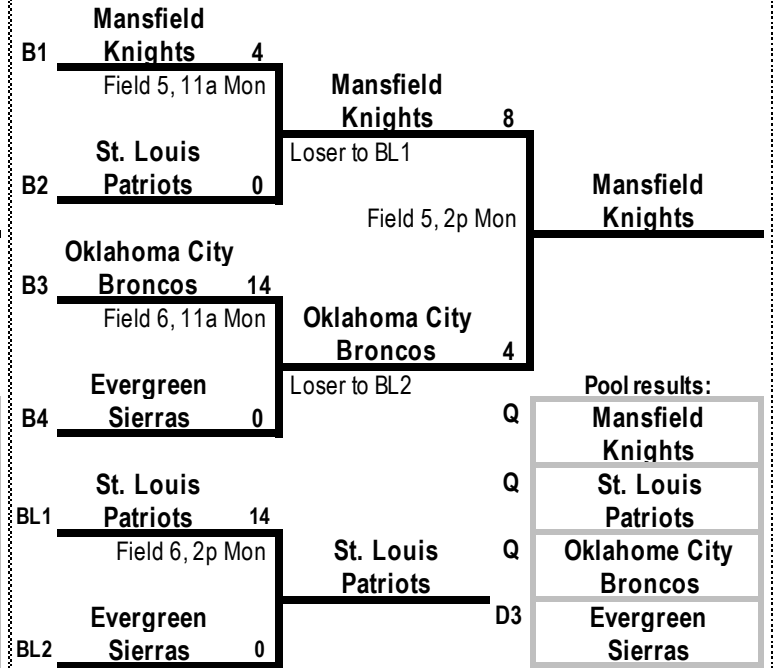 Mansfield
B1 Knights 4
Field 5, 11a Mon
Mansfield
Knights 8
St. Louis
Loser to BL1
B2 Patriots 0
Mansfield
Field 5, 2p Mon
Knights
Oklahoma City
B3 Broncos 14
Field 6, 11a Mon
Oklahoma City
Broncos 4
Evergreen
Loser to BL2
B4 Sierras 0
Pool results:
Q Mansfield
Knights
St. Louis
BL1 Patriots 14
Field 6, 2p Mon
St. Louis
Patriots
Evergreen
BL2 Sierras 0
Q St. Louis
Patriots
Q Oklahome City
Broncos
D3 Evergreen
Sierras